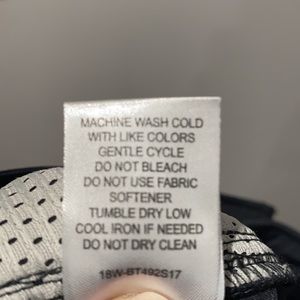 MACHINE WASH COLD
WITH LIKE COLORS
GENTLE CYCLE
DO NOT BLEACH
DO NOT USE FABRIC
SOFTENER
TUMBLE DRY LOW
COOL IRON IF NEEDED
DO NOT DRY CLEAN
18W-BT492S17